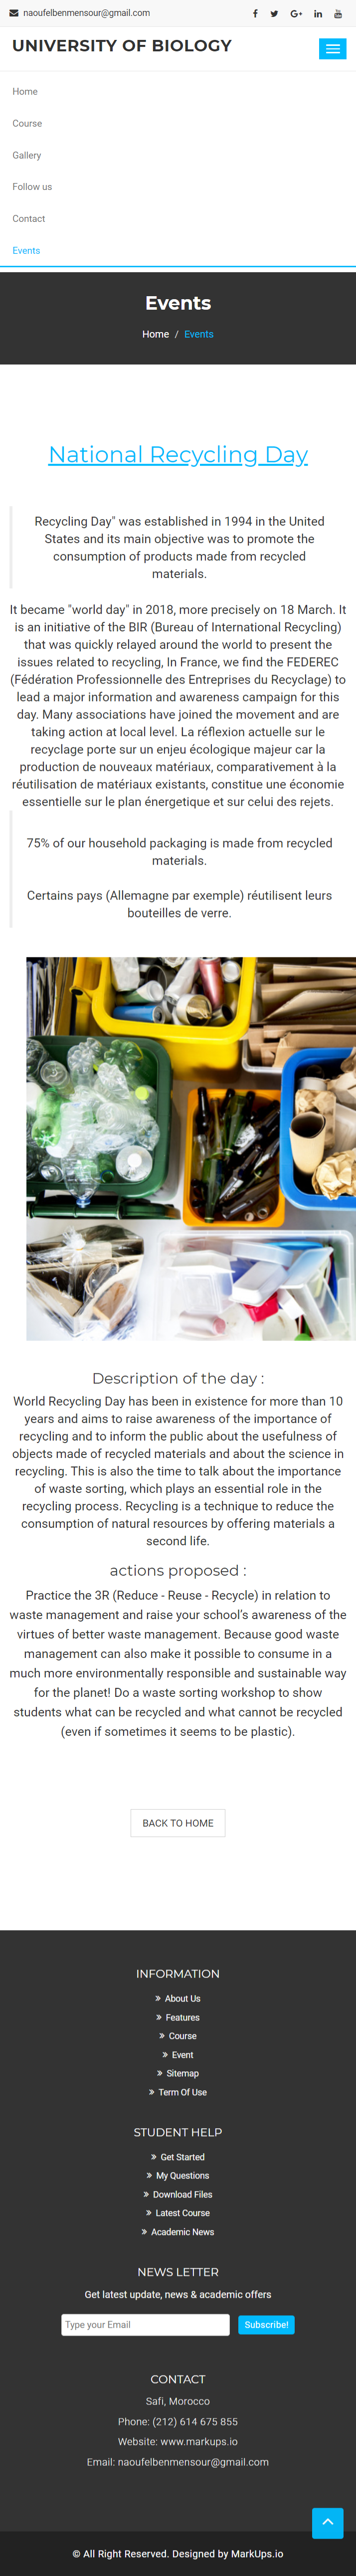 naoufelbenmensour@gmail.com
UNIVERSITY OF BIOLOGY
Home
Course
Gallery
Follow us
Contact
Events
Events
Home / Events
National Recycling Day
Recycling Day" was established in 1994 in the United
States and its main objective was to promote the
consumption of products made from recycled
materials.
It became "world day" in 2018, more precisely on 18 March. It
is an initiative of the BIR (Bureau of International Recycling)
that was quickly relayed around the world to present the
issues related to recycling, In France, we find the FEDEREC
(Fédération Professionnelle des Entreprises du Recyclage) to
lead a major information and awareness campaign for this
day. Many associations have joined the movement and are
taking action at local level. La réflexion actuelle sur le
recyclage porte sur un enjeu écologique majeur car la
production de nouveaux matériaux, comparativement à la
réutilisation de matériaux existants, constitue une économie
essentielle sur le plan énergetique et sur celui des rejets.
75% of our household packaging is made from recycled
materials.
Certains pays (Allemagne par exemple) réutilisent leurs
bouteilles de verre.
Description of the day :
World Recycling Day has been in existence for more than 10
years and aims to raise awareness of the importance of
recycling and to inform the public about the usefulness of
objects made of recycled materials and about the science in
recycling. This is also the time to talk about the importance
of waste sorting, which plays an essential role in the
recycling process. Recycling is a technique to reduce the
consumption of natural resources by offering materials a
second life.
actions proposed :
Practice the 3R (Reduce - Reuse - Recycle) in relation to
waste management and raise your school's awareness of the
virtues of better waste management. Because good waste
management can also make it possible to consume in a
much more environmentally responsible and sustainable way
for the planet! Do a waste sorting workshop to show
students what can be recycled and what cannot be recycled
(even if sometimes it seems to be plastic).
BACK TO HOME
INFORMATION
» About Us
» Features
» Course
» Event
» Sitemap
» Term Of Use
STUDENT HELP
» Get Started
» My Questions
» Download Files
» Latest Course
» Academic News
NEWS LETTER
Get latest update, news & academic offers
Type your Email Subscribe!
CONTACT
Safi, Morocco
Phone: (212) 614 675 855
Website: www.markups.io
Email: naoufelbenmensour@gmail.com
© All Right Reserved. Designed by MarkUps.io